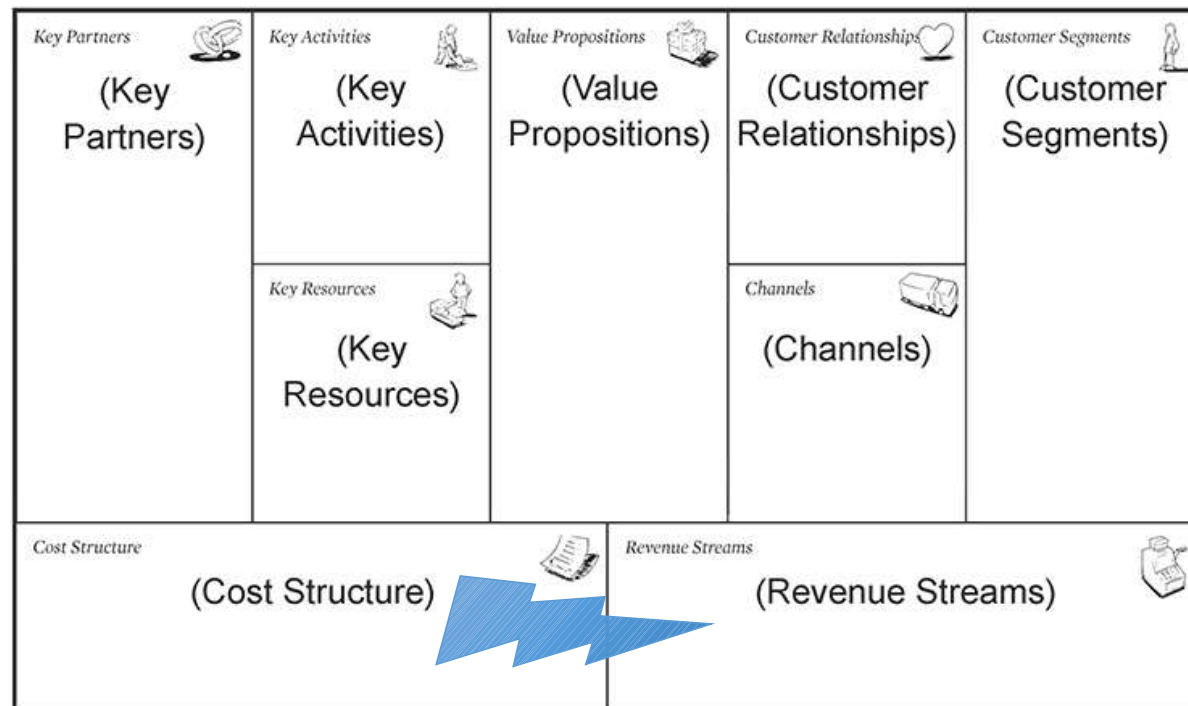 Key Partners
(Key
Partners)
Key Activities
(Key
Activities)
Key Resources
(Key
Resources)
Value Propositions
(Value
Propositions)
Customer Relationships
(Customer
Relationships)
Channels
(Channels)
Customer Segments
(Customer
Segments)
Cost Structure
(Cost Structure)
Revenue Streams
(Revenue Streams)